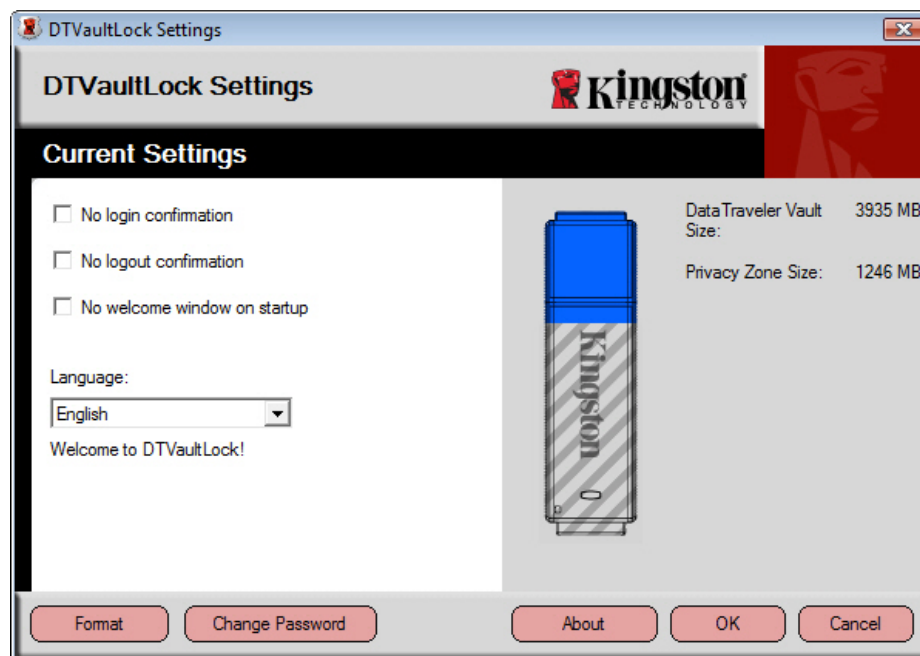 DTVaultLock Settings
DTVaultLock Settings
Kingston
TECHNOLOGY
Current Settings
No login confirmation
No logout confirmation
No welcome window on startup
Language:
English
Welcome to DTVaultLock!
Kingston
DataTraveler Vault 3935 MB
Size:
Privacy Zone Size: 1246 MB
Format Change Password About OK Cancel